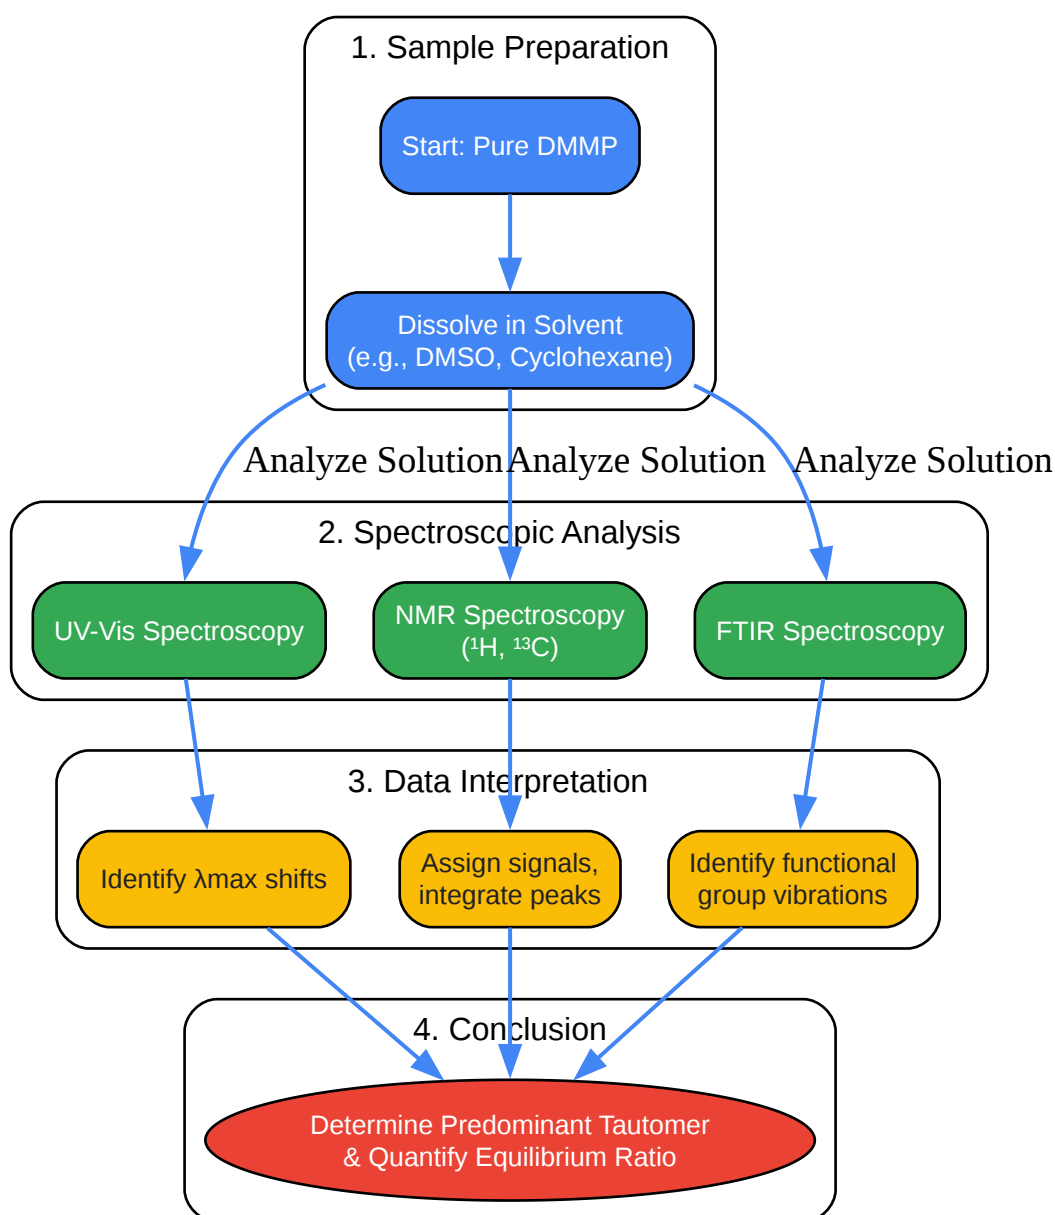 1. Sample Preparation
Start: Pure DMMP
Dissolve in Solvent
(e.g., DMSO, Cyclohexane)
Analyze Solution
Analyze Solution
Analyze Solution
2. Spectroscopic Analysis
UV-Vis Spectroscopy
NMR Spectroscopy
(¹H, ¹³C)
FTIR Spectroscopy
3. Data Interpretation
Identify λmax shifts
Assign signals,
integrate peaks
Identify functional
group vibrations
4. Conclusion
Determine Predominant Tautomer
& Quantify Equilibrium Ratio